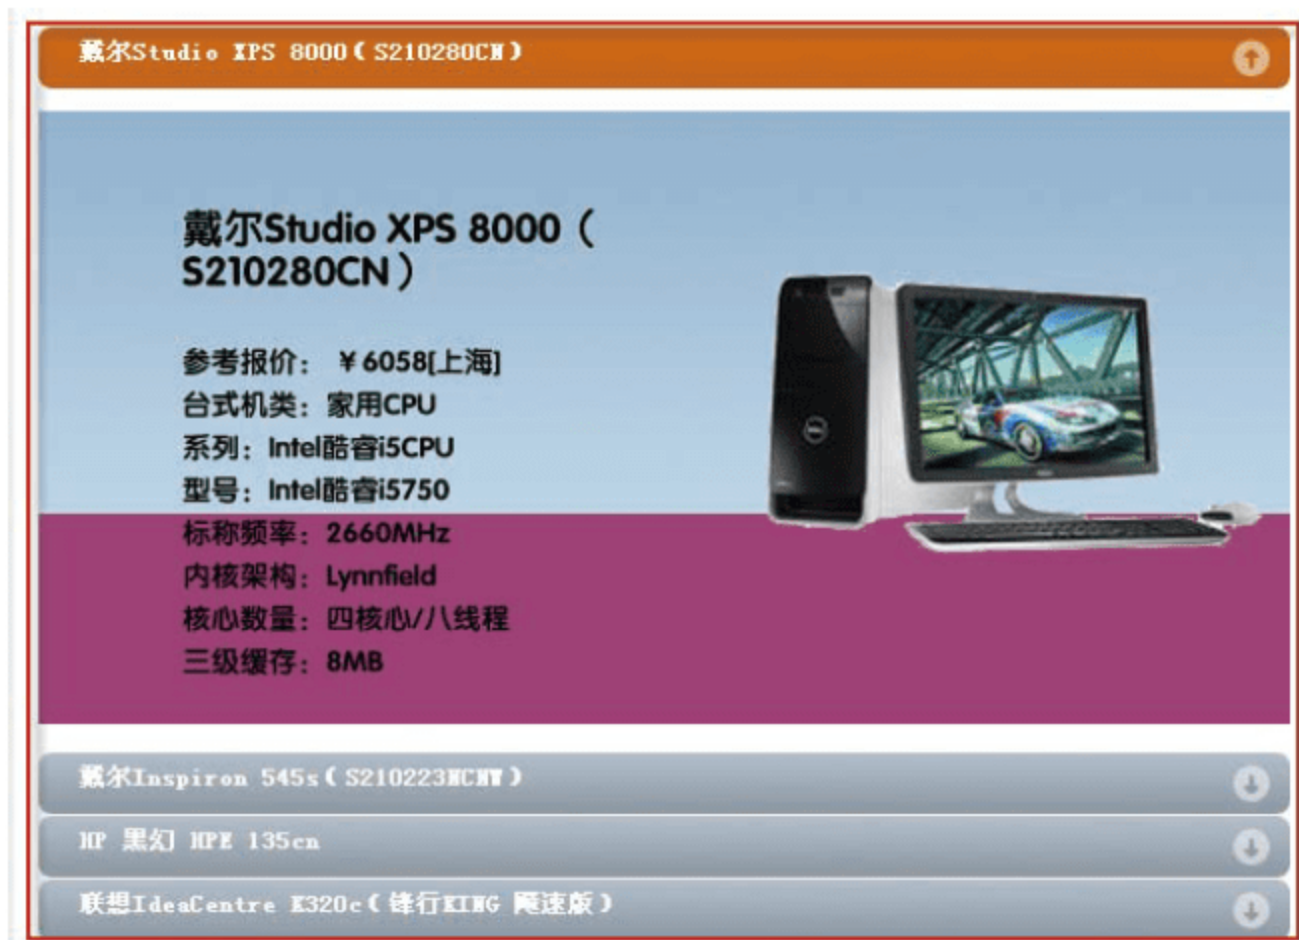 戴尔Studio XPS 8000（S210280CN）
戴尔Studio XPS 8000（
S210280CN）
参考报价： ￥6058[上海]
台式机类：家用CPU
系列：Intel酷睿i5CPU
型号：Intel酷睿i5750
标称频率：2660MHz
内核架构：Lynnfield
核心数量：四核心/八线程
三级缓存：8MB
戴尔Inspiron 545s（S210223NCNW）
HP 黑幻 HPE 135cn
联想IdeaCentre K320c（锋行KING 飚速版）